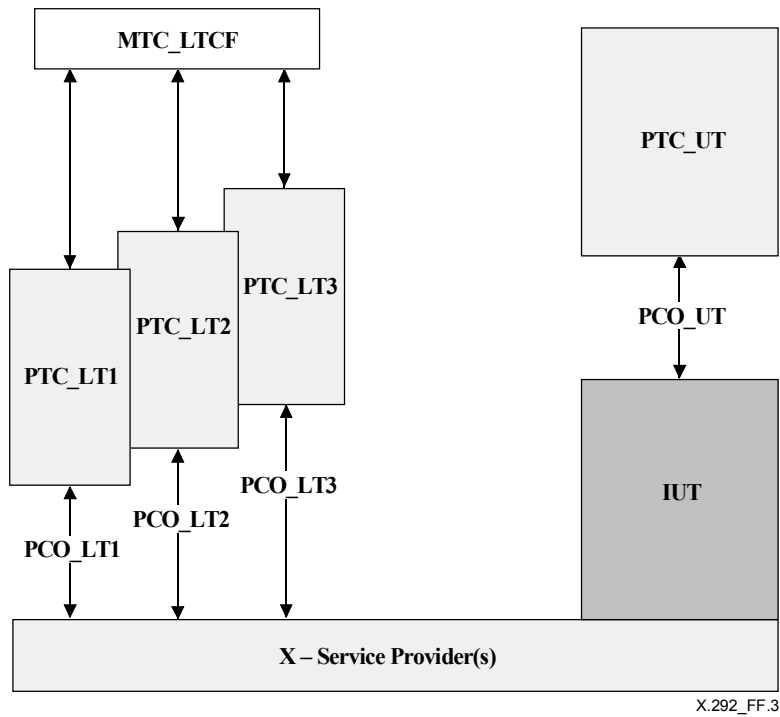 MTC_LTCF
PTC_UT
PTC_LT3
PTC_LT2
PTC_LT1
PCO_UT
PCO_LT3
PCO_LT2
PCO_LT1
IUT
X – Service Provider(s)
X.292_FF.3